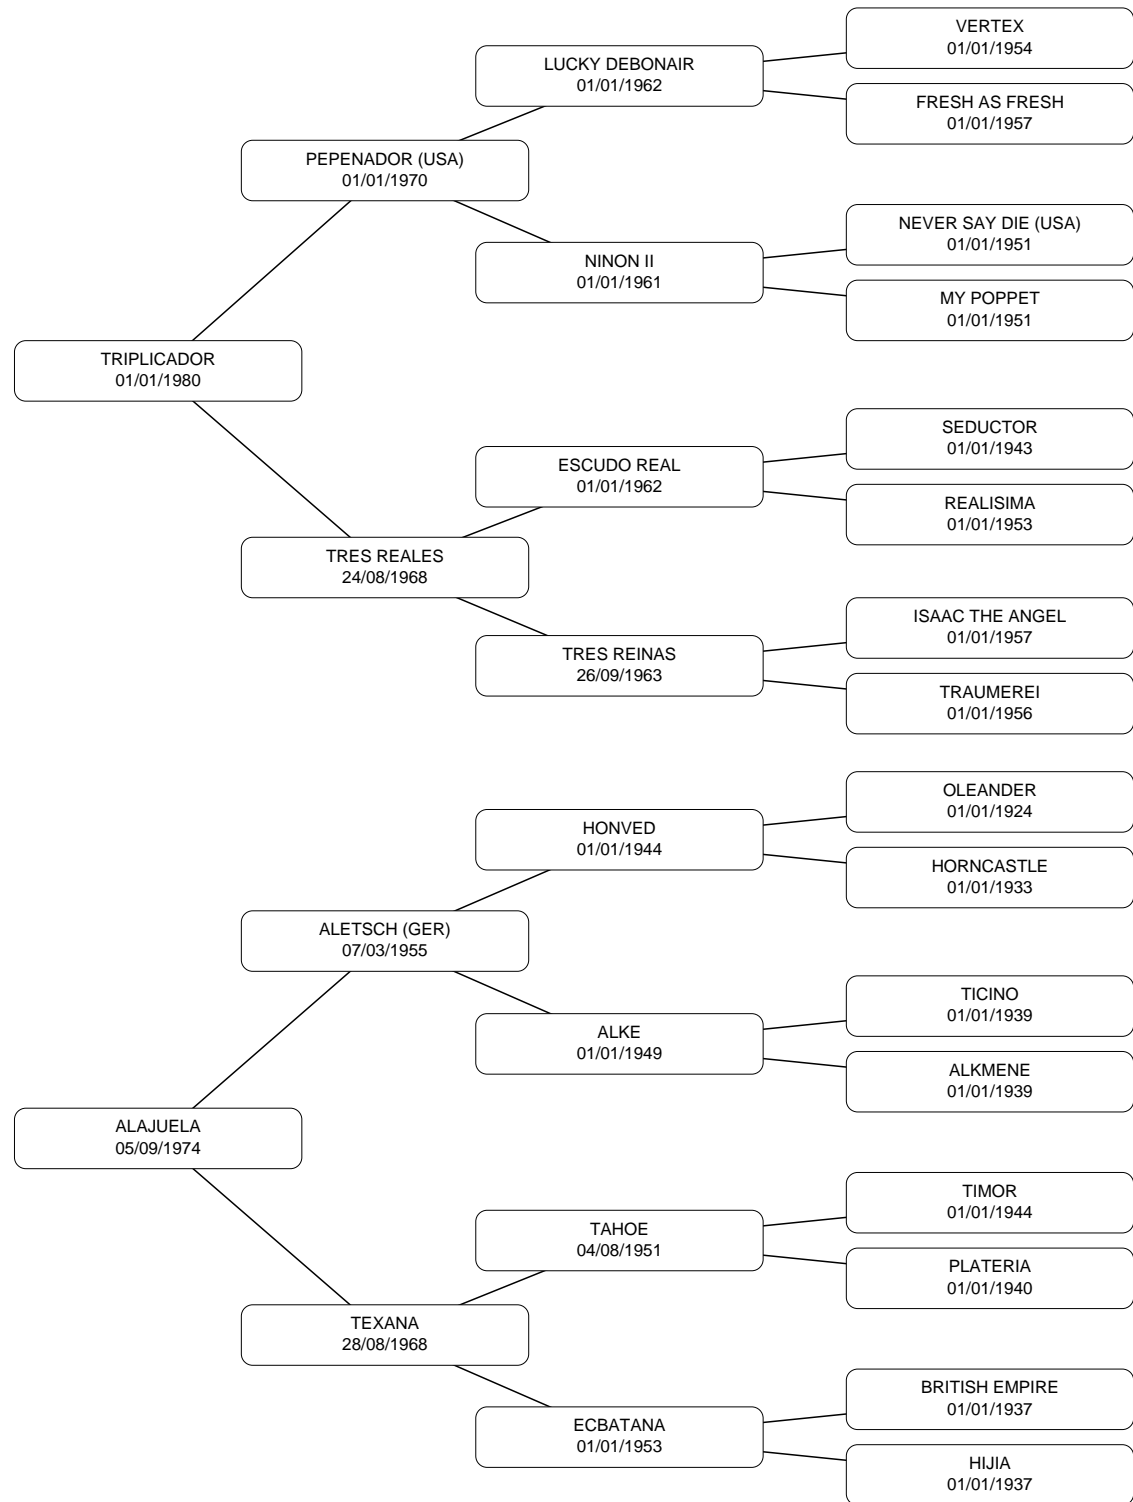 VERTEX
01/01/1954
LUCKY DEBONAIR
01/01/1962
FRESH AS FRESH
01/01/1957
PEPENADOR (USA)
01/01/1970
NEVER SAY DIE (USA)
01/01/1951
NINON II
01/01/1961
MY POPPET
01/01/1951
TRIPLICADOR
01/01/1980
SEDUCTOR
01/01/1943
ESCUDO REAL
01/01/1962
REALISIMA
01/01/1953
TRES REALES
24/08/1968
ISAAC THE ANGEL
01/01/1957
TRES REINAS
26/09/1963
TRAUMEREI
01/01/1956
OLEANDER
01/01/1924
HONVED
01/01/1944
HORNCASTLE
01/01/1933
ALETSCH (GER)
07/03/1955
TICINO
01/01/1939
ALKE
01/01/1949
ALKMENE
01/01/1939
ALAJUELA
05/09/1974
TIMOR
01/01/1944
TAHOE
04/08/1951
PLATERIA
01/01/1940
TEXANA
28/08/1968
BRITISH EMPIRE
01/01/1937
ECBATANA
01/01/1953
HIJIA
01/01/1937